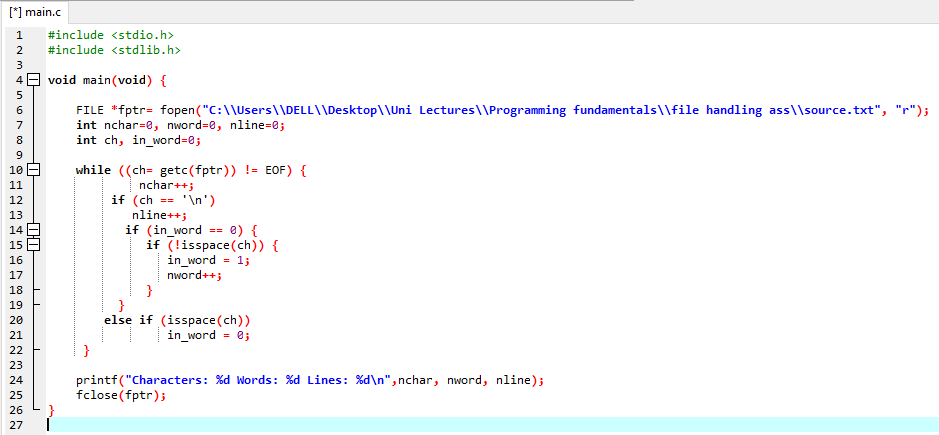 [*] main.c
1 #include <stdio.h>
2 #include <stdlib.h>
3
4 void main(void) {
5
6 FILE *fptr= fopen("C:\\Users\\DELL\\Desktop\\Uni Lectures\\Programming fundamentals\\file handling ass\\source.txt", "r");
7 int nchar=0, nword=0, nline=0;
8 int ch, in_word=0;
9
10 while ((ch= getc(fptr)) != EOF) {
11 nchar++;
12 if (ch == '\n')
13 nline++;
14 if (in_word == 0) {
15 if (!isspace(ch)) {
16 in_word = 1;
17 nword++;
18 }
19 }
20 else if (isspace(ch))
21 in_word = 0;
22 }
23
24 printf("Characters: %d Words: %d Lines: %d\n",nchar, nword, nline);
25 fclose(fptr);
26 }
27